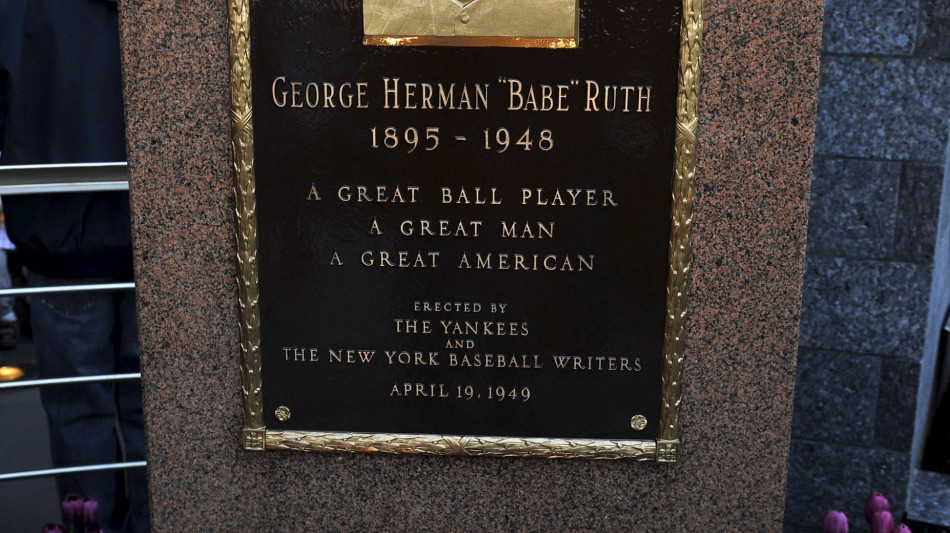 GEORGE HERMAN "BABE" RUTH
1895 - 1948
A GREAT BALL PLAYER
A GREAT MAN
A GREAT AMERICAN
ERECTED BY
THE YANKEES
AND
THE NEW YORK BASEBALL WRITERS
APRIL 19, 1949